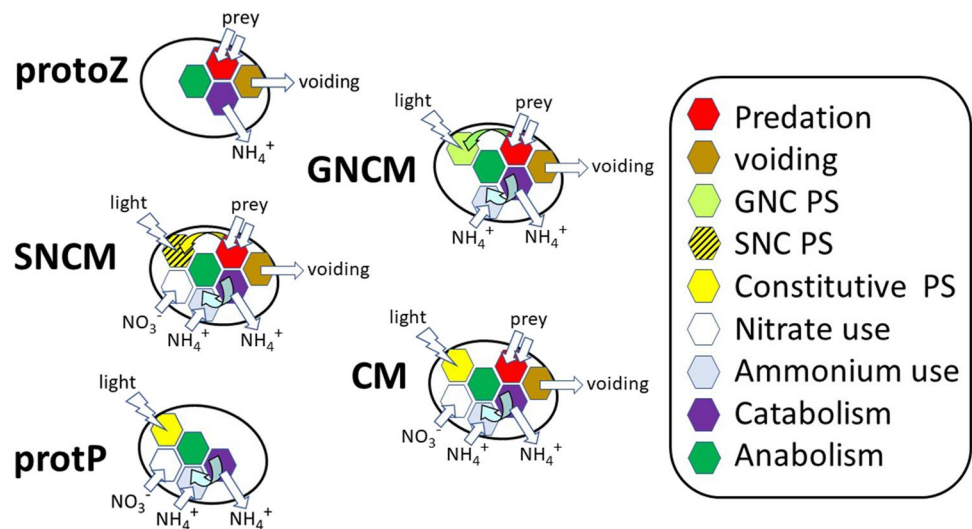 prey
protoZ
voiding
NH₄⁺
light
prey
GNCM
voiding
NH₄⁺
NH₄⁺
light
prey
SNCM
voiding
NO₃⁻
NH₄⁺
NH₄⁺
light
prey
CM
voiding
NO₃⁻
NH₄⁺
NH₄⁺
light
protP
NO₃⁻
NH₄⁺
NH₄⁺
Predation
voiding
GNC PS
SNC PS
Constitutive PS
Nitrate use
Ammonium use
Catabolism
Anabolism